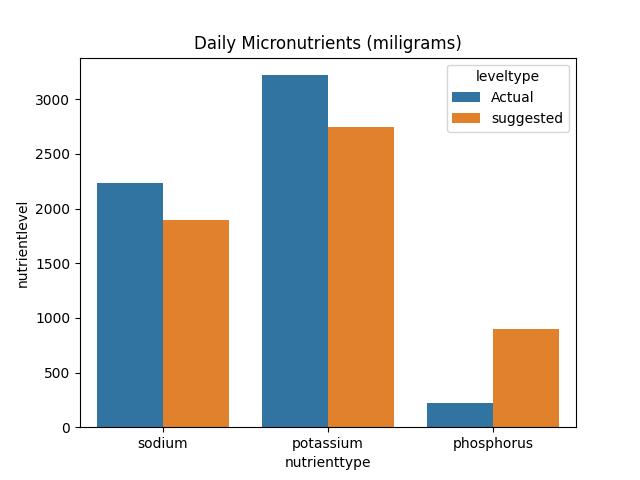 Daily Micronutrients (miligrams)
leveltype
Actual
suggested
nutrientlevel
3000
2500
2000
1500
1000
500
0
sodium potassium phosphorus
nutrienttype